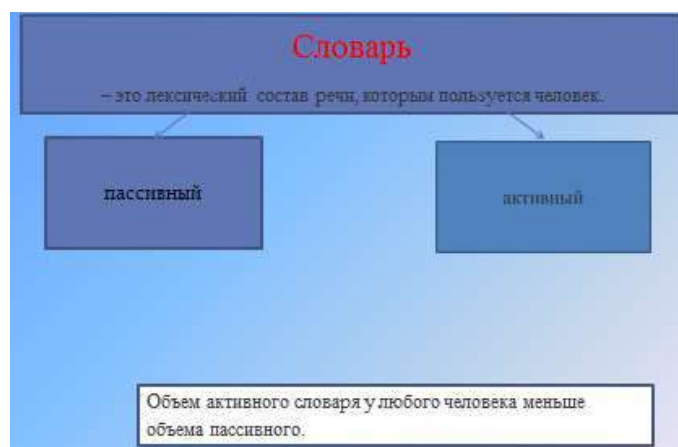 Словарь
– это лексический состав речи, которым пользуется человек.
пассивный
активный
Объем активного словаря у любого человека меньше
объема пассивного.